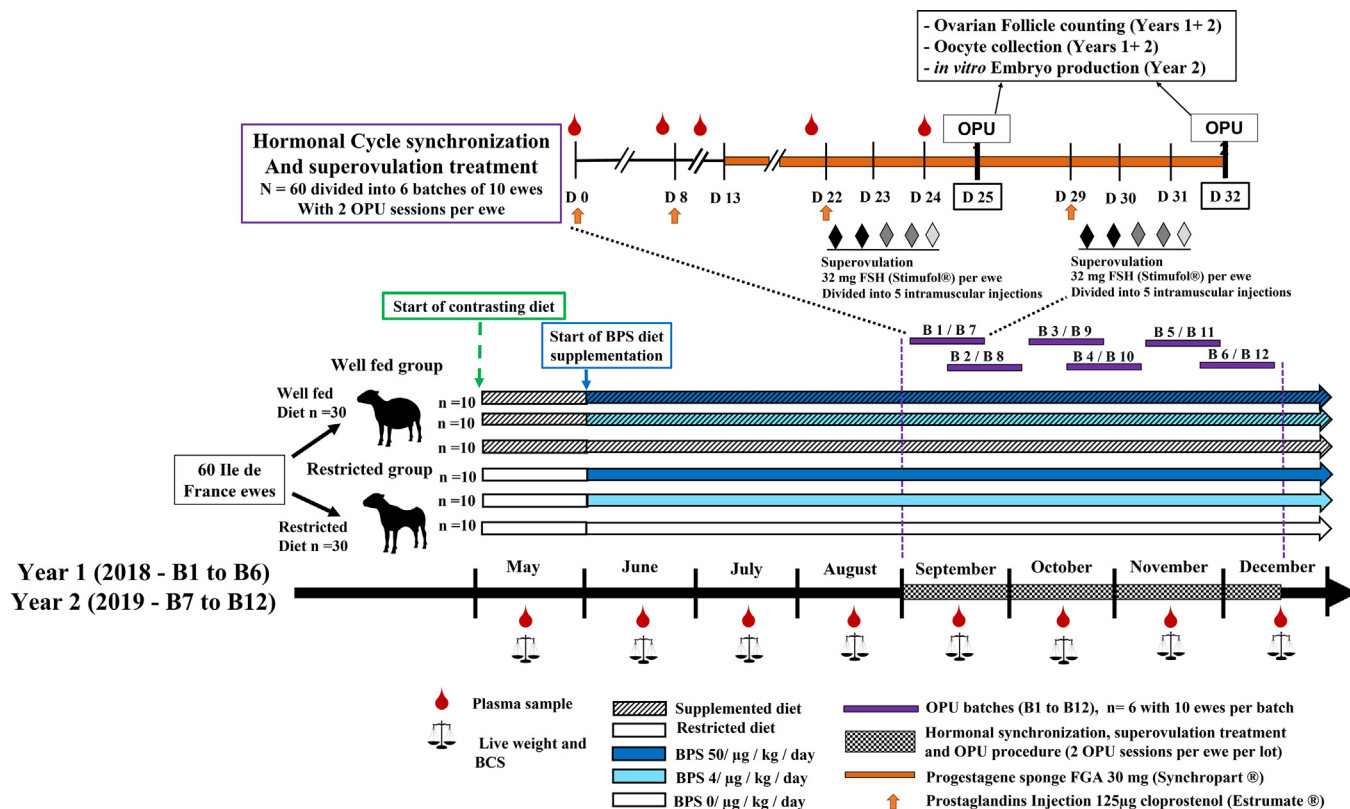 - Ovarian Follicle counting (Years 1+ 2)
- Oocyte collection (Years 1+ 2)
- in vitro Embryo production (Year 2)
Hormonal Cycle synchronization
And superovulation treatment
N = 60 divided into 6 batches of 10 ewes
With 2 OPU sessions per ewe
OPU
OPU
2
D 0
D 8
D 13
D 22
D 23
D 24
D 25
D 29
D 30
D 31
D 32
Superovulation
32 mg FSH (Stimufol®) per ewe
Divided into 5 intramuscular injections
Superovulation
32 mg FSH (Stimufol®) per ewe
Divided into 5 intramuscular injections
Start of contrasting diet
Start of BPS diet
supplementation
B 1 / B 7
B 3 / B 9
B 5 / B 11
B 2 / B 8
B 4 / B 10
B 6 / B 12
Well fed group
Well fed
Diet n =30
n =10
n =10
n =10
60 Ile de
France ewes
Restricted group
n =10
n =10
n =10
Restricted
Diet n =30
Year 1 (2018 - B1 to B6)
Year 2 (2019 - B7 to B12)
May
June
July
August
September
October
November
December
Plasma sample
Live weight and
BCS
Supplemented diet
Restricted diet
BPS 50/ µg / kg / day
BPS 4/ µg / kg / day
BPS 0/ µg / kg / day
OPU batches (B1 to B12), n= 6 with 10 ewes per batch
Hormonal synchronization, superovulation treatment
and OPU procedure (2 OPU sessions per ewe per lot)
Progestagene sponge FGA 30 mg (Synchropart ®)
Prostaglandins Injection 125µg cloprostenol (Estrumate ®)